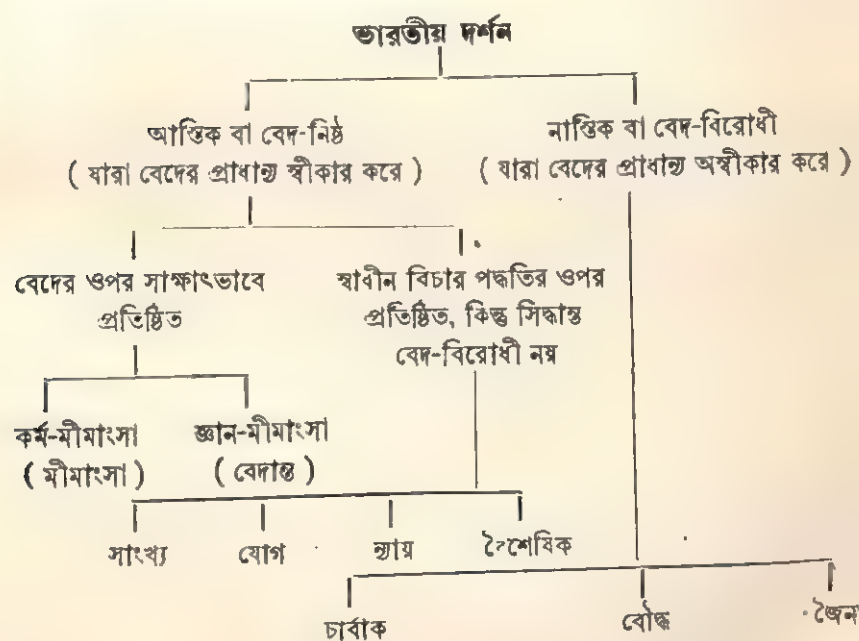 ভারতীয় দর্শন
আস্তিক বা বেদ-নিষ্ঠ
( যারা বেদের প্রাধান্য স্বীকার করে )
নাস্তিক বা বেদ-বিরোধী
( যারা বেদের প্রাধান্য অস্বীকার করে )
বেদের ওপর সাক্ষাৎভাবে
প্রতিষ্ঠিত
স্বাধীন বিচার পদ্ধতির ওপর
প্রতিষ্ঠিত, কিন্তু সিদ্ধান্ত
বেদ-বিরোধী নয়
কর্ম-মীমাংসা
( মীমাংসা )
জ্ঞান-মীমাংসা
( বেদান্ত )
সাংখ্য যোগ ন্যায় বৈশেষিক
চার্বাক বৌদ্ধ জৈন